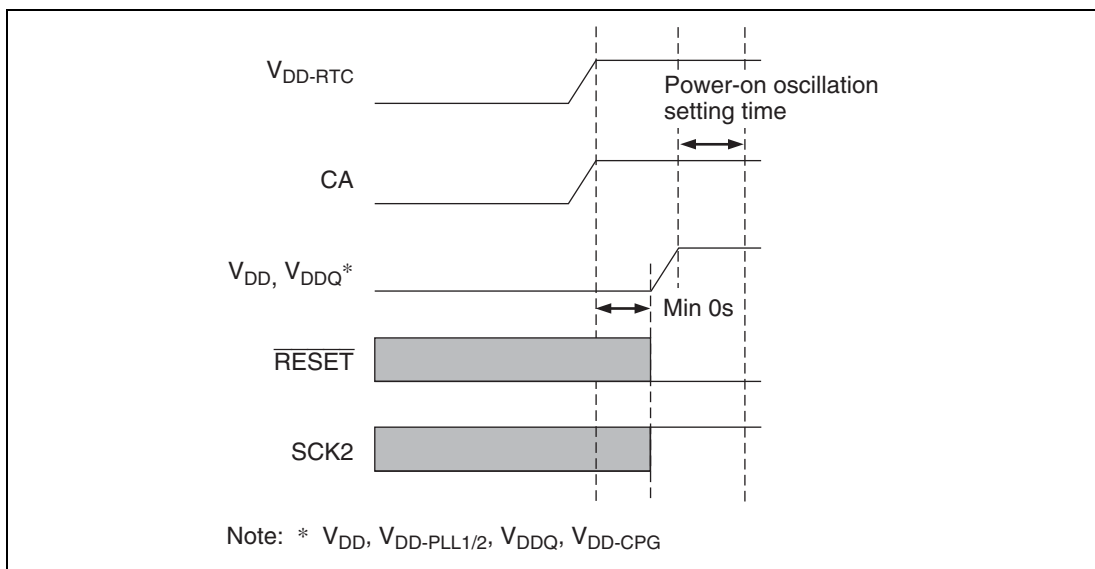 V_DD-RTC
Power-on oscillation
setting time
CA
V_DD, V_DDQ*
Min 0s
RESET
SCK2
Note: * V_DD, V_DD-PLL1/2, V_DDQ, V_DD-CPG